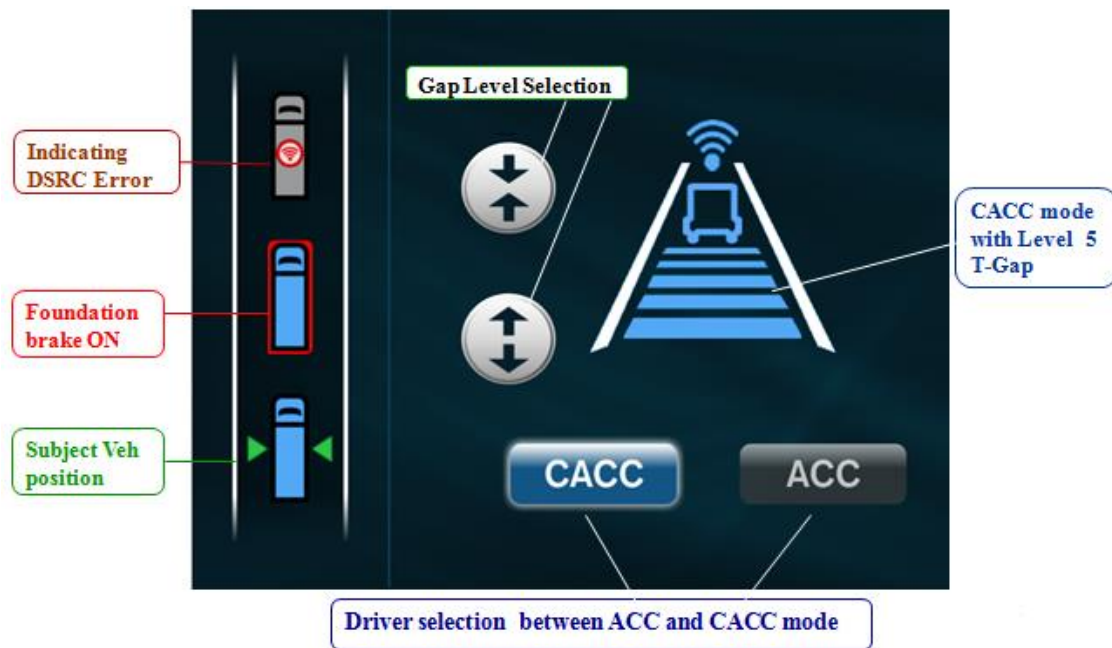 Gap Level Selection
Indicating
DSRC Error
CACC mode
with Level 5
T-Gap
Foundation
brake ON
Subject Veh
position
CACC
ACC
Driver selection between ACC and CACC mode